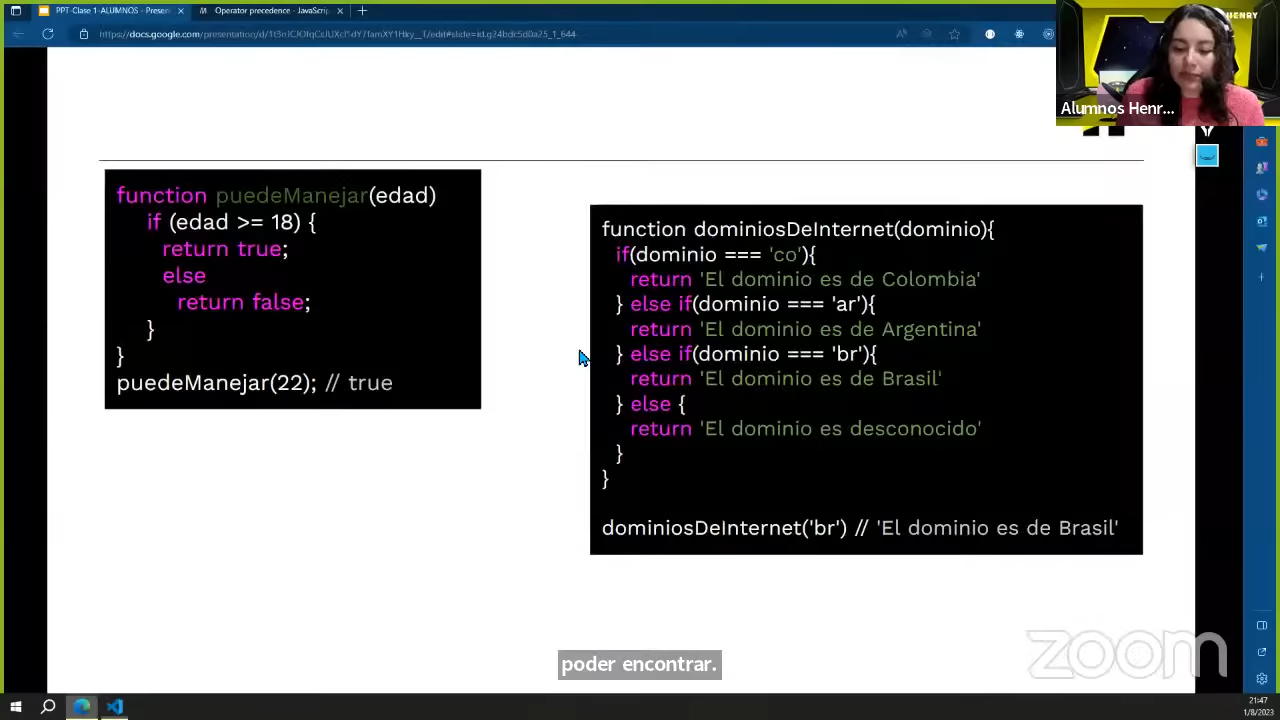 PPT-Clase 1-ALUMNOS - Presen
Operator precedence - JavaScrip
HENRY
Alumnos Henr...
function puedeManejar(edad)
if (edad >= 18) {
return true;
else
return false;
}
}
puedeManejar(22); // true
function dominiosDeInternet(dominio){
if(dominio === 'co'){
return 'El dominio es de Colombia'
} else if(dominio === 'ar'){
return 'El dominio es de Argentina'
} else if(dominio === 'br'){
return 'El dominio es de Brasil'
} else {
return 'El dominio es desconocido'
}
}
dominiosDeInternet('br') // 'El dominio es de Brasil'
zoom
poder encontrar.
21:47
1/8/2023